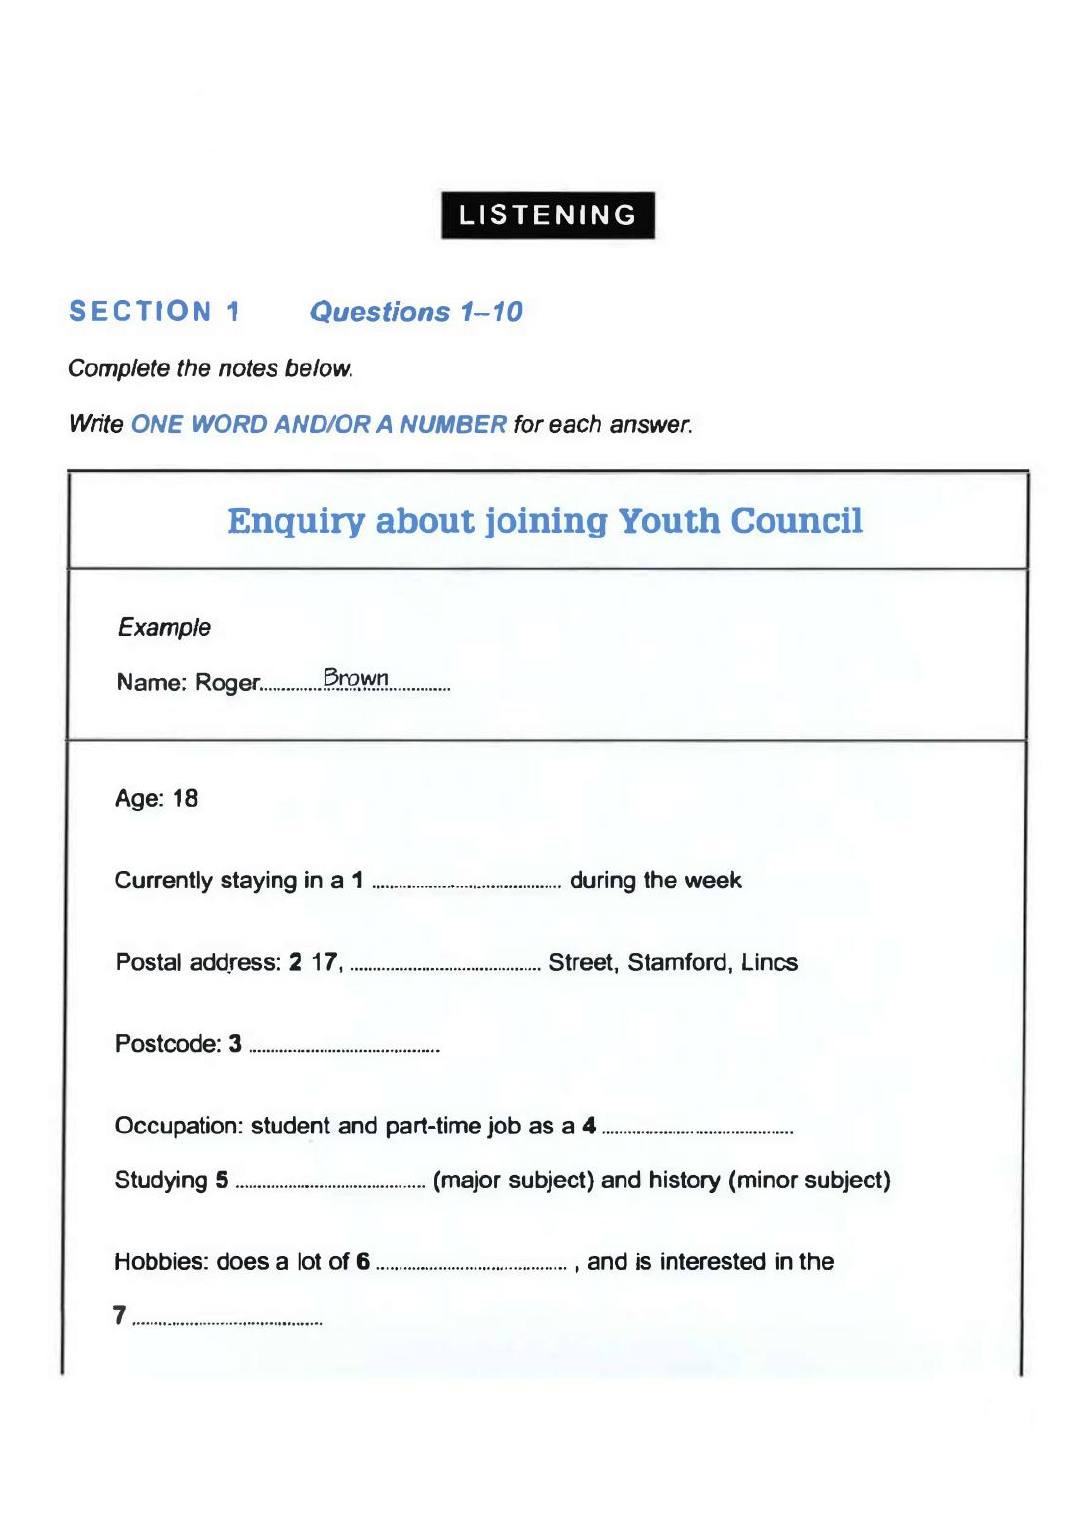 LISTENING
SECTION 1 Questions 1–10
Complete the notes below.
Write ONE WORD AND/OR A NUMBER for each answer.
Enquiry about joining Youth Council
Example
Name: Roger.............Brown.............
Age: 18
Currently staying in a 1 ........................................ during the week
Postal address: 2 17, ........................................ Street, Stamford, Lincs
Postcode: 3 ........................................
Occupation: student and part-time job as a 4 ........................................
Studying 5 ........................................ (major subject) and history (minor subject)
Hobbies: does a lot of 6 ........................................ , and is interested in the
7 ........................................